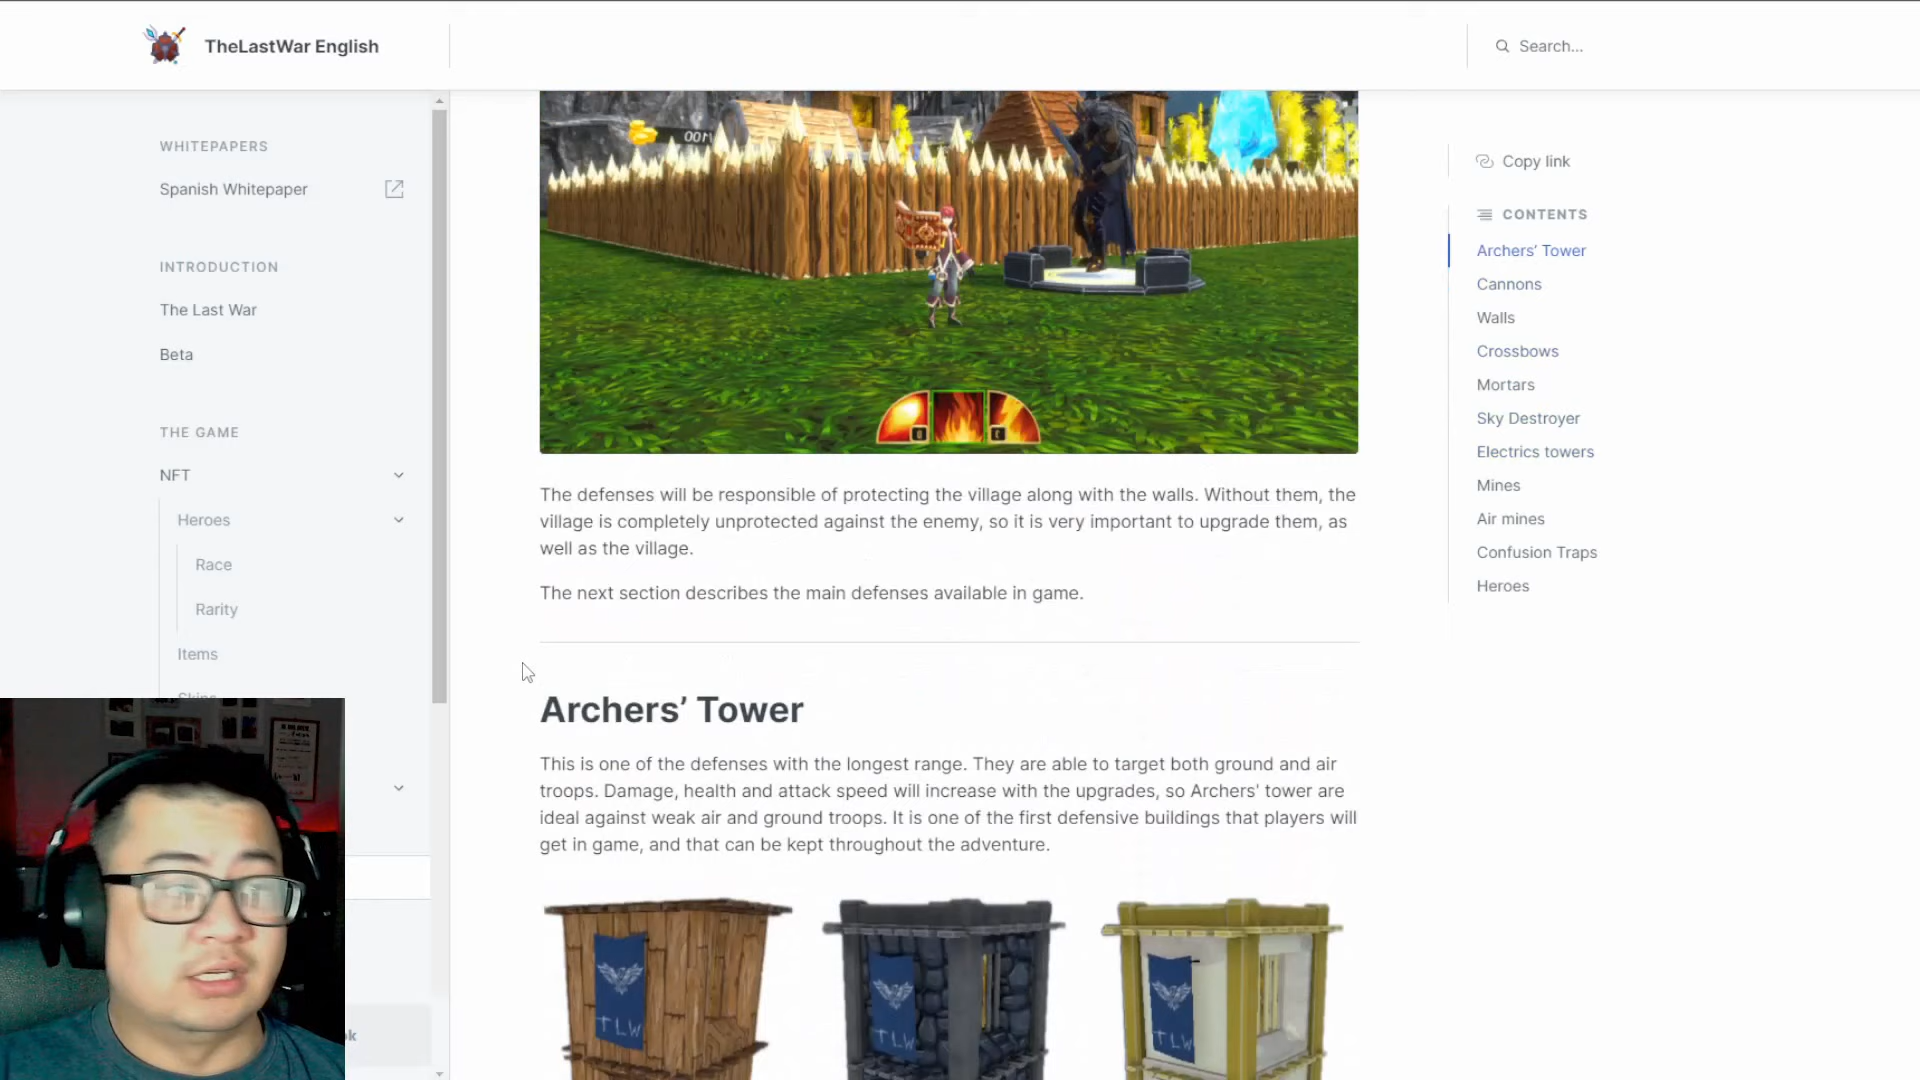 TheLastWar English
Search...
WHITEPAPERS
Spanish Whitepaper
INTRODUCTION
The Last War
Beta
THE GAME
NFT
Heroes
Race
Rarity
Items
Skins
The defenses will be responsible of protecting the village along with the walls. Without them, the
village is completely unprotected against the enemy, so it is very important to upgrade them, as
well as the village.
The next section describes the main defenses available in game.
Archers’ Tower
This is one of the defenses with the longest range. They are able to target both ground and air
troops. Damage, health and attack speed will increase with the upgrades, so Archers' tower are
ideal against weak air and ground troops. It is one of the first defensive buildings that players will
get in game, and that can be kept throughout the adventure.
TLW
TLW
TLW
Copy link
CONTENTS
Archers’ Tower
Cannons
Walls
Crossbows
Mortars
Sky Destroyer
Electrics towers
Mines
Air mines
Confusion Traps
Heroes